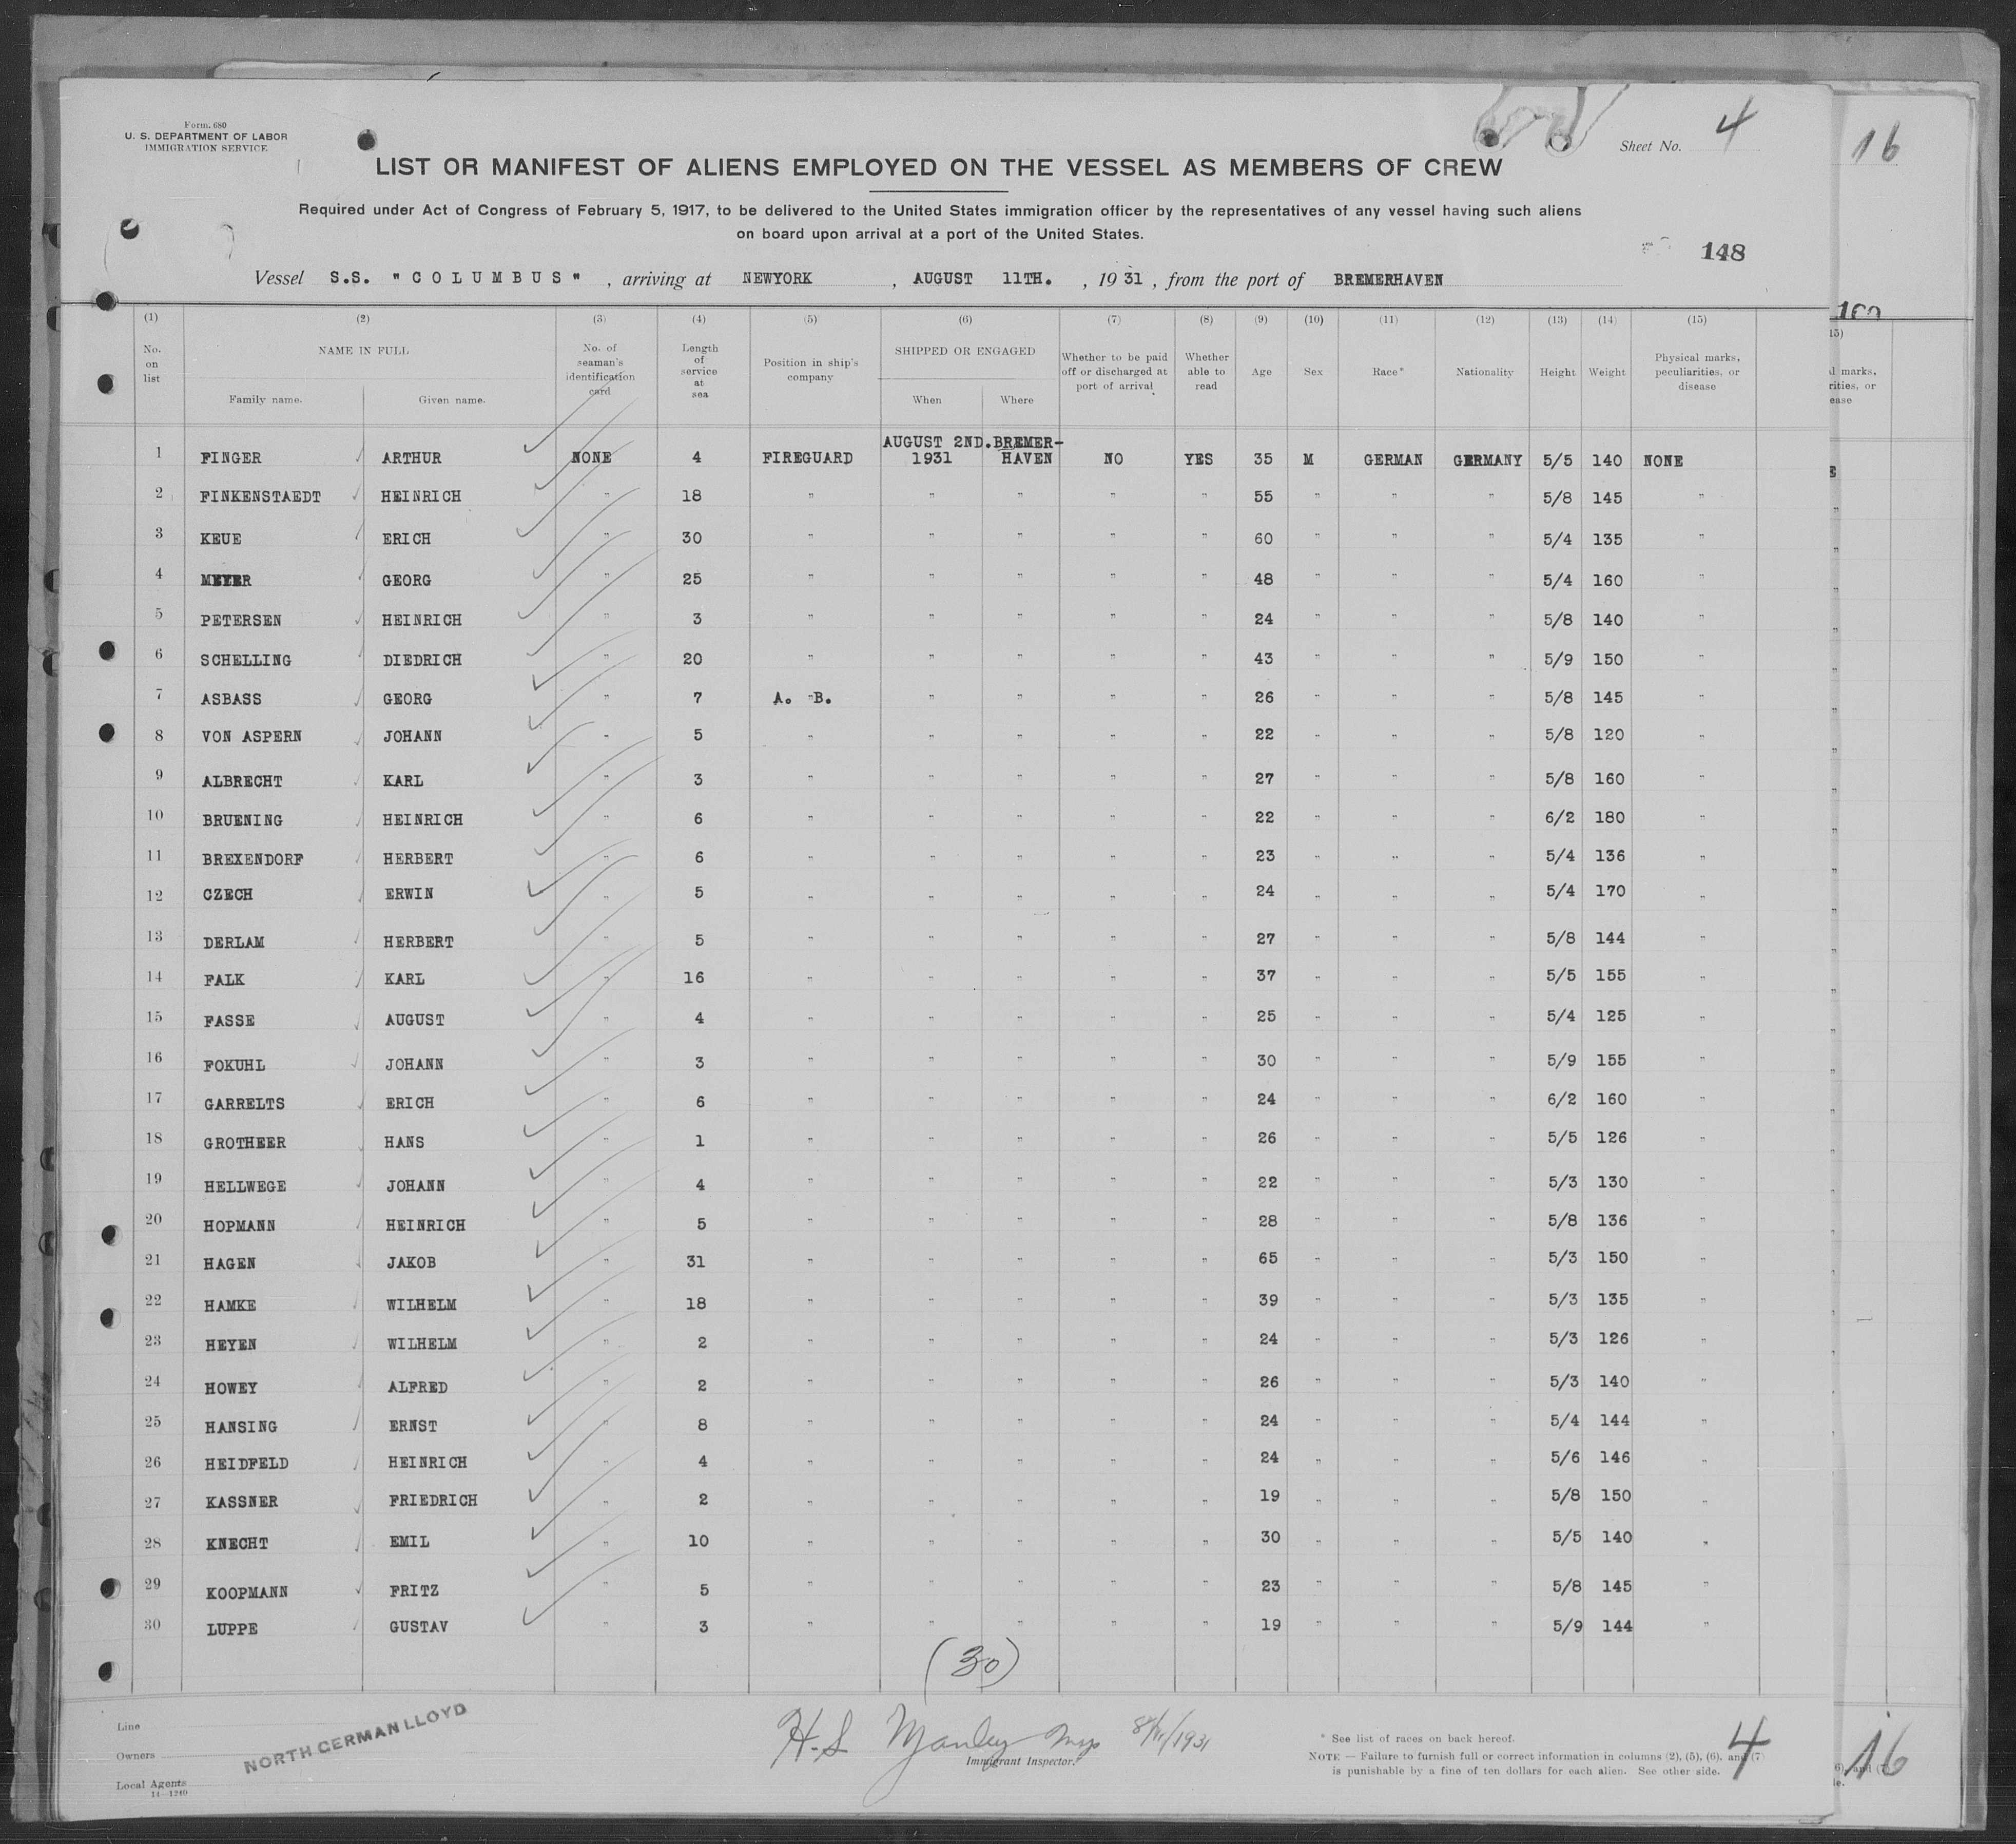 Form 680
U. S. DEPARTMENT OF LABOR
IMMIGRATION SERVICE
Sheet No. 4
16
LIST OR MANIFEST OF ALIENS EMPLOYED ON THE VESSEL AS MEMBERS OF CREW
Required under Act of Congress of February 5, 1917, to be delivered to the United States immigration officer by the representatives of any vessel having such aliens
on board upon arrival at a port of the United States.
148
Vessel S.S. "COLUMBUS", arriving at NEWYORK, AUGUST 11TH., 1931, from the port of BREMERHAVEN
160
(1) (2) (3) (4) (5) (6) (7) (8) (9) (10) (11) (12) (13) (14) (15)
No. on list NAME IN FULL Family name. Given name. No. of seaman's identification card Length of service at sea Position in ship's company SHIPPED OR ENGAGED When Where Whether to be paid off or discharged at port of arrival Whether able to read Age Sex Race* Nationality Height Weight Physical marks, peculiarities, or disease
AUGUST 2ND. BREMER-
1 FINGER ARTHUR NONE 4 FIREGUARD 1931 HAVEN NO YES 35 M GERMAN GERMANY 5/5 140 NONE
2 FINKENSTAEDT HEINRICH " 18 " " " " " 55 " " " 5/8 145 "
3 KEUE ERICH " 30 " " " " " 60 " " " 5/4 135 "
4 MEYER GEORG " 25 " " " " " 48 " " " 5/4 160 "
5 PETERSEN HEINRICH " 3 " " " " " 24 " " " 5/8 140 "
6 SCHELLING DIEDRICH " 20 " " " " " 43 " " " 5/9 150 "
7 ASBASS GEORG " 7 A. B. " " " " 26 " " " 5/8 145 "
8 VON ASPERN JOHANN " 5 " " " " " 22 " " " 5/8 120 "
9 ALBRECHT KARL " 3 " " " " " 27 " " " 5/8 160 "
10 BRUENING HEINRICH " 6 " " " " " 22 " " " 6/2 180 "
11 BREXENDORF HERBERT " 6 " " " " " 23 " " " 5/4 136 "
12 CZECH ERWIN " 5 " " " " " 24 " " " 5/4 170 "
13 DERLAM HERBERT " 5 " " " " " 27 " " " 5/8 144 "
14 FALK KARL " 16 " " " " " 37 " " " 5/5 155 "
15 FASSE AUGUST " 4 " " " " " 25 " " " 5/4 125 "
16 FOKUHL JOHANN " 3 " " " " " 30 " " " 5/9 155 "
17 GARRELTS ERICH " 6 " " " " " 24 " " " 6/2 160 "
18 GROTHEER HANS " 1 " " " " " 26 " " " 5/5 126 "
19 HELLWEGE JOHANN " 4 " " " " " 22 " " " 5/3 130 "
20 HOPMANN HEINRICH " 5 " " " " " 28 " " " 5/8 136 "
21 HAGEN JAKOB " 31 " " " " " 65 " " " 5/3 150 "
22 HAMKE WILHELM " 18 " " " " " 39 " " " 5/3 135 "
23 HEYEN WILHELM " 2 " " " " " 24 " " " 5/3 126 "
24 HOWEY ALFRED " 2 " " " " " 26 " " " 5/3 140 "
25 HANSING ERNST " 8 " " " " " 24 " " " 5/4 144 "
26 HEIDFELD HEINRICH " 4 " " " " " 24 " " " 5/6 146 "
27 KASSNER FRIEDRICH " 2 " " " " " 19 " " " 5/8 150 "
28 KNECHT EMIL " 10 " " " " " 30 " " " 5/5 140 "
29 KOOPMANN FRITZ " 5 " " " " " 23 " " " 5/8 145 "
30 LUPPE GUSTAV " 3 " " " " " 19 " " " 5/9 144 "
(30)
Line
Owners
Local Agents
14—1240
NORTH GERMAN LLOYD
H.S. Manley Insp 8/11/1931
Immigrant Inspector.
* See list of races on back hereof.
NOTE — Failure to furnish full or correct information in columns (2), (5), (6), and (7)
is punishable by a fine of ten dollars for each alien. See other side.
4
16